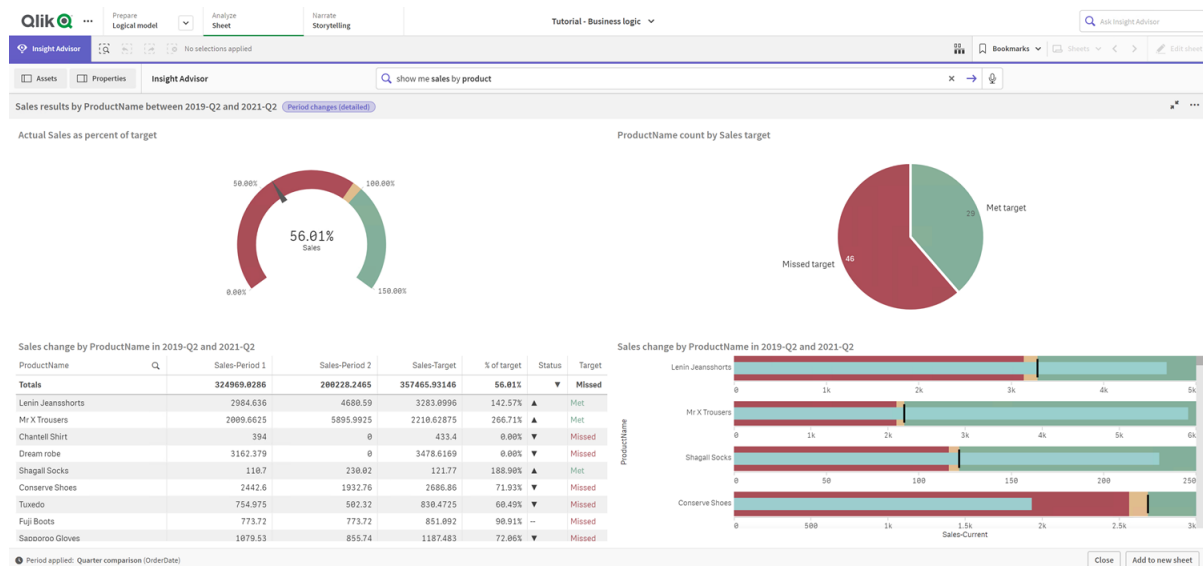 Qlik Q ··· Prepare Logical model Analyze Sheet Narrate Storytelling Tutorial - Business logic Ask Insight Advisor
Insight Advisor No selections applied Bookmarks Sheets Edit sheet
Assets Properties Insight Advisor show me sales by product
Sales results by ProductName between 2019-Q2 and 2021-Q2 Period changes (detailed)
Actual Sales as percent of target
50.00% 100.00%
56.01%
Sales
0.00% 150.00%
ProductName count by Sales target
29 Met target
Missed target 46
Sales change by ProductName in 2019-Q2 and 2021-Q2
ProductName Sales-Period 1 Sales-Period 2 Sales-Target % of target Status Target
Totals 324969.0286 200228.2465 357465.93146 56.01% ▼ Missed
Lenin Jeansshorts 2984.636 4680.59 3283.0996 142.57% ▲ Met
Mr X Trousers 2009.6625 5895.9925 2210.62875 266.71% ▲ Met
Chantell Shirt 394 0 433.4 0.00% ▼ Missed
Dream robe 3162.379 0 3478.6169 0.00% ▼ Missed
Shagall Socks 110.7 230.02 121.77 188.90% ▲ Met
Conserve Shoes 2442.6 1932.76 2686.86 71.93% ▼ Missed
Tuxedo 754.975 502.32 830.4725 60.49% ▼ Missed
Fuji Boots 773.72 773.72 851.092 90.91% -- Missed
Sapporoo Gloves 1079.53 855.74 1187.483 72.06% ▼ Missed
Sales change by ProductName in 2019-Q2 and 2021-Q2
ProductName
Lenin Jeansshorts
0 1k 2k 3k 4k 5k
Mr X Trousers
0 1k 2k 3k 4k 5k 6k
Shagall Socks
0 50 100 150 200 250
Conserve Shoes
0 500 1k 1.5k 2k 2.5k 3k
Sales-Current
Period applied: Quarter comparison (OrderDate) Close Add to new sheet